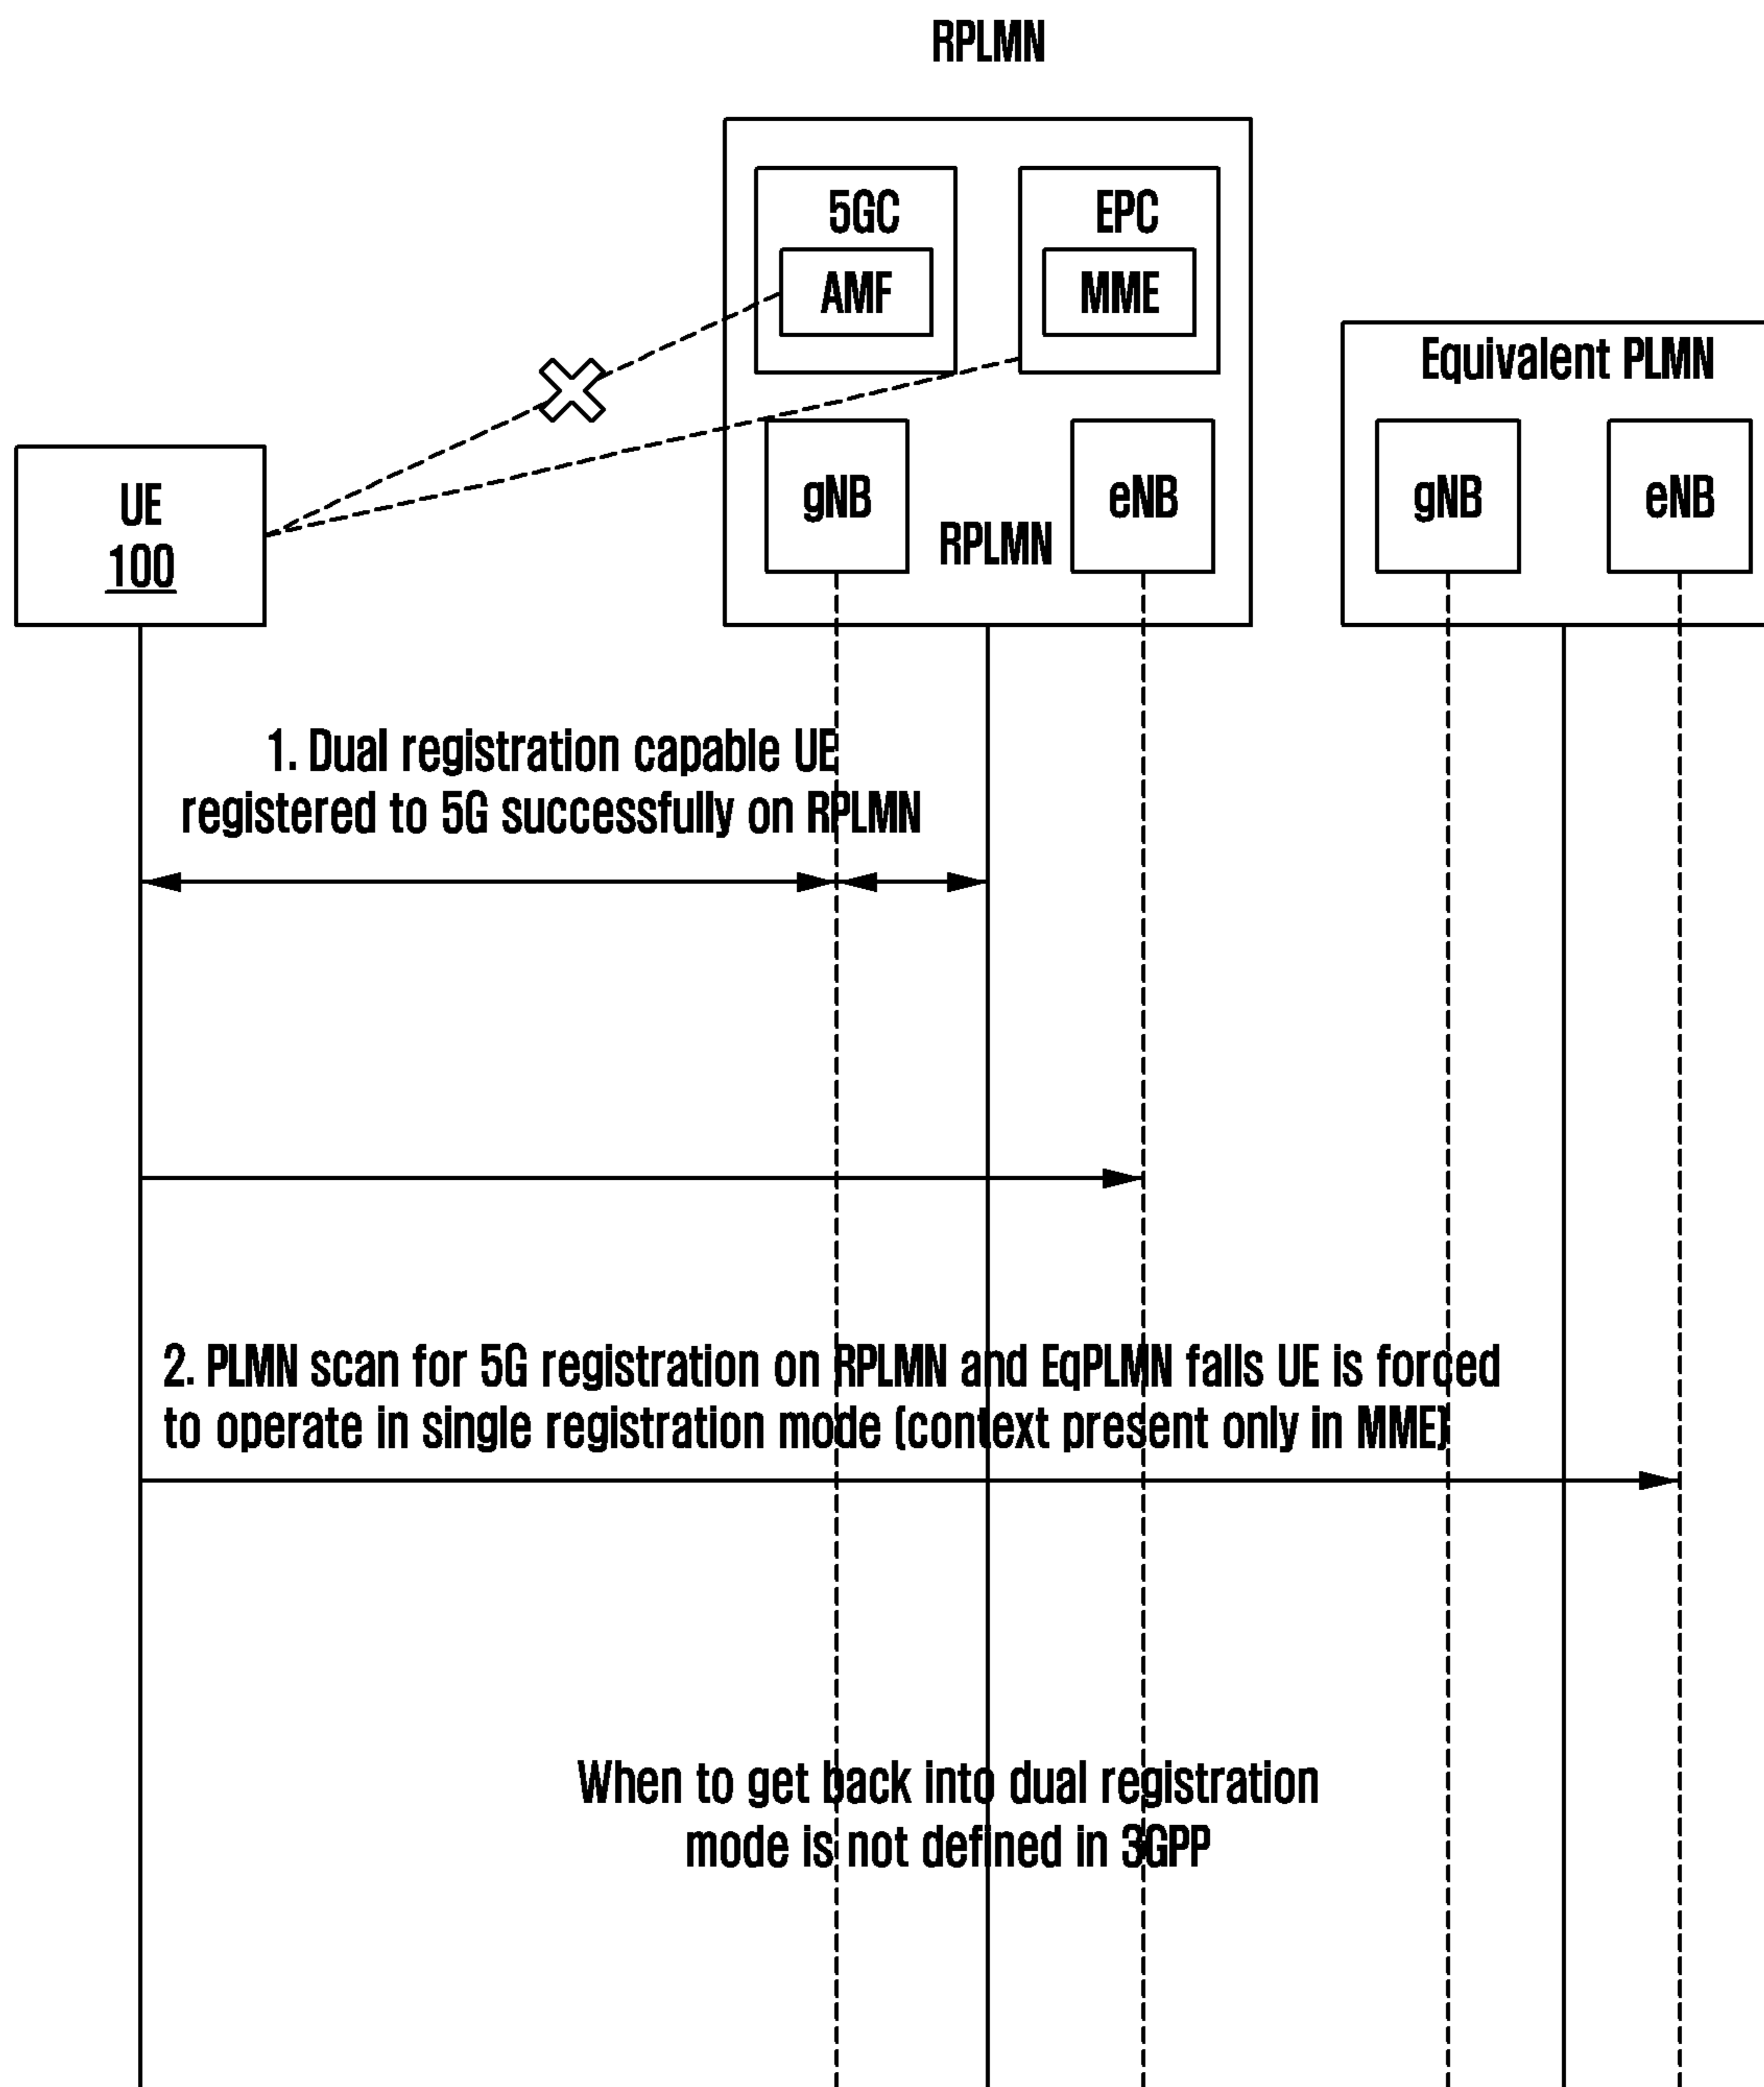 RPLMN
5GC
EPC
AMF
MME
Equivalent PLMN
UE
100
gNB
eNB
RPLMN
gNB
eNB
1. Dual registration capable UE
registered to 5G successfully on RPLMN
2. PLMN scan for 5G registration on RPLMN and EqPLMN falls UE is forced
to operate in single registration mode (context present only in MME)
When to get back into dual registration
mode is not defined in 3GPP